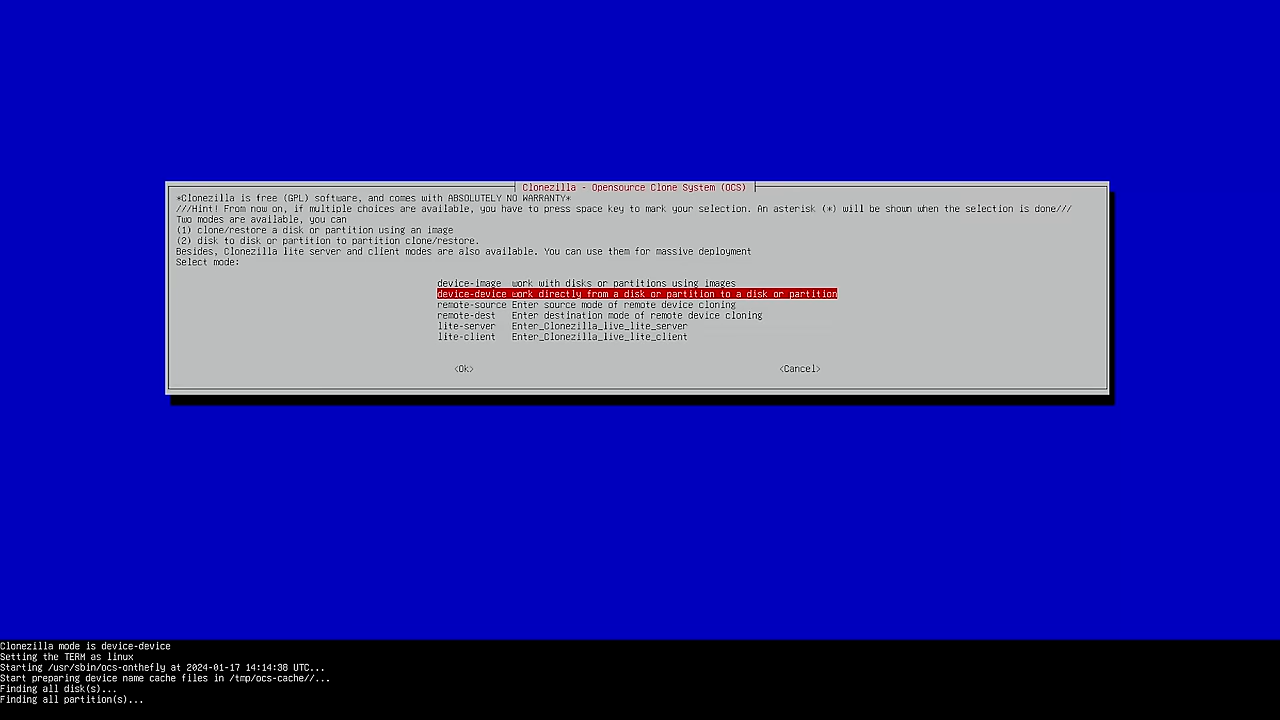 Clonezilla - Opensource Clone System (OCS)
*Clonezilla is free (GPL) software, and comes with ABSOLUTELY NO WARRANTY*
///Hint! From now on, if multiple choices are available, you have to press space key to mark your selection. An asterisk (*) will be shown when the selection is done///
Two modes are available, you can
(1) clone/restore a disk or partition using an image
(2) disk to disk or partition to partition clone/restore.
Besides, Clonezilla lite server and client modes are also available. You can use them for massive deployment
Select mode:
device-image work with disks or partitions using images
device-device work directly from a disk or partition to a disk or partition
remote-source Enter source mode of remote device cloning
remote-dest Enter destination mode of remote device cloning
lite-server Enter_Clonezilla_live_lite_server
lite-client Enter_Clonezilla_live_lite_client
<Ok> <Cancel>
Clonezilla mode is device-device
Setting the TERM as linux
Starting /usr/sbin/ocs-onthefly at 2024-01-17 14:14:38 UTC...
Start preparing device name cache files in /tmp/ocs-cache//...
Finding all disk(s)...
Finding all partition(s)...